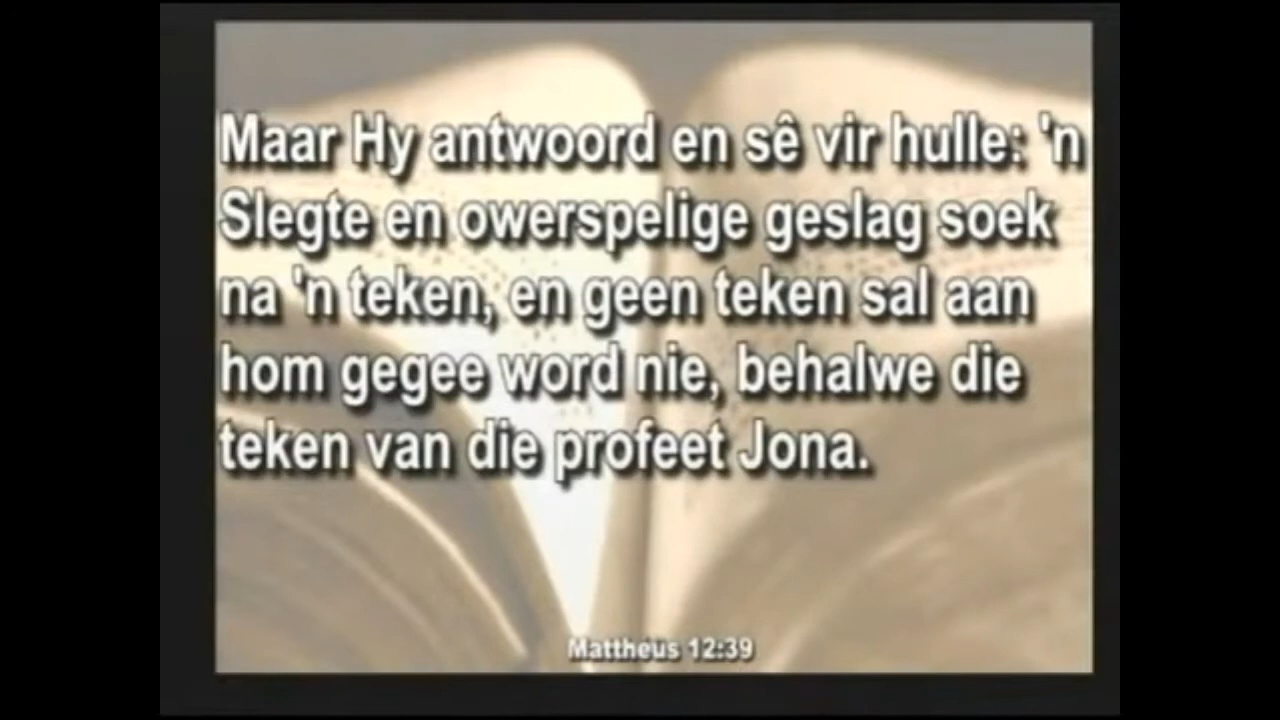 Maar Hy antwoord en sê vir hulle: 'n
Slegte en owerspelige geslag soek
na 'n teken, en geen teken sal aan
hom gegee word nie, behalwe die
teken van die profeet Jona.
Matthéus 12:39